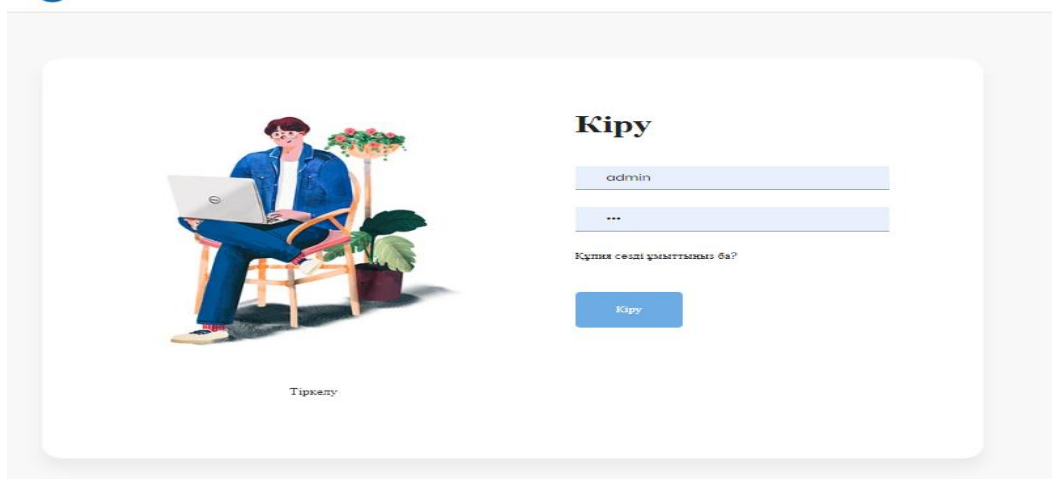 Кіру
admin
•••
Құпия сөзді ұмыттыңыз ба?
Кіру
Тіркелу